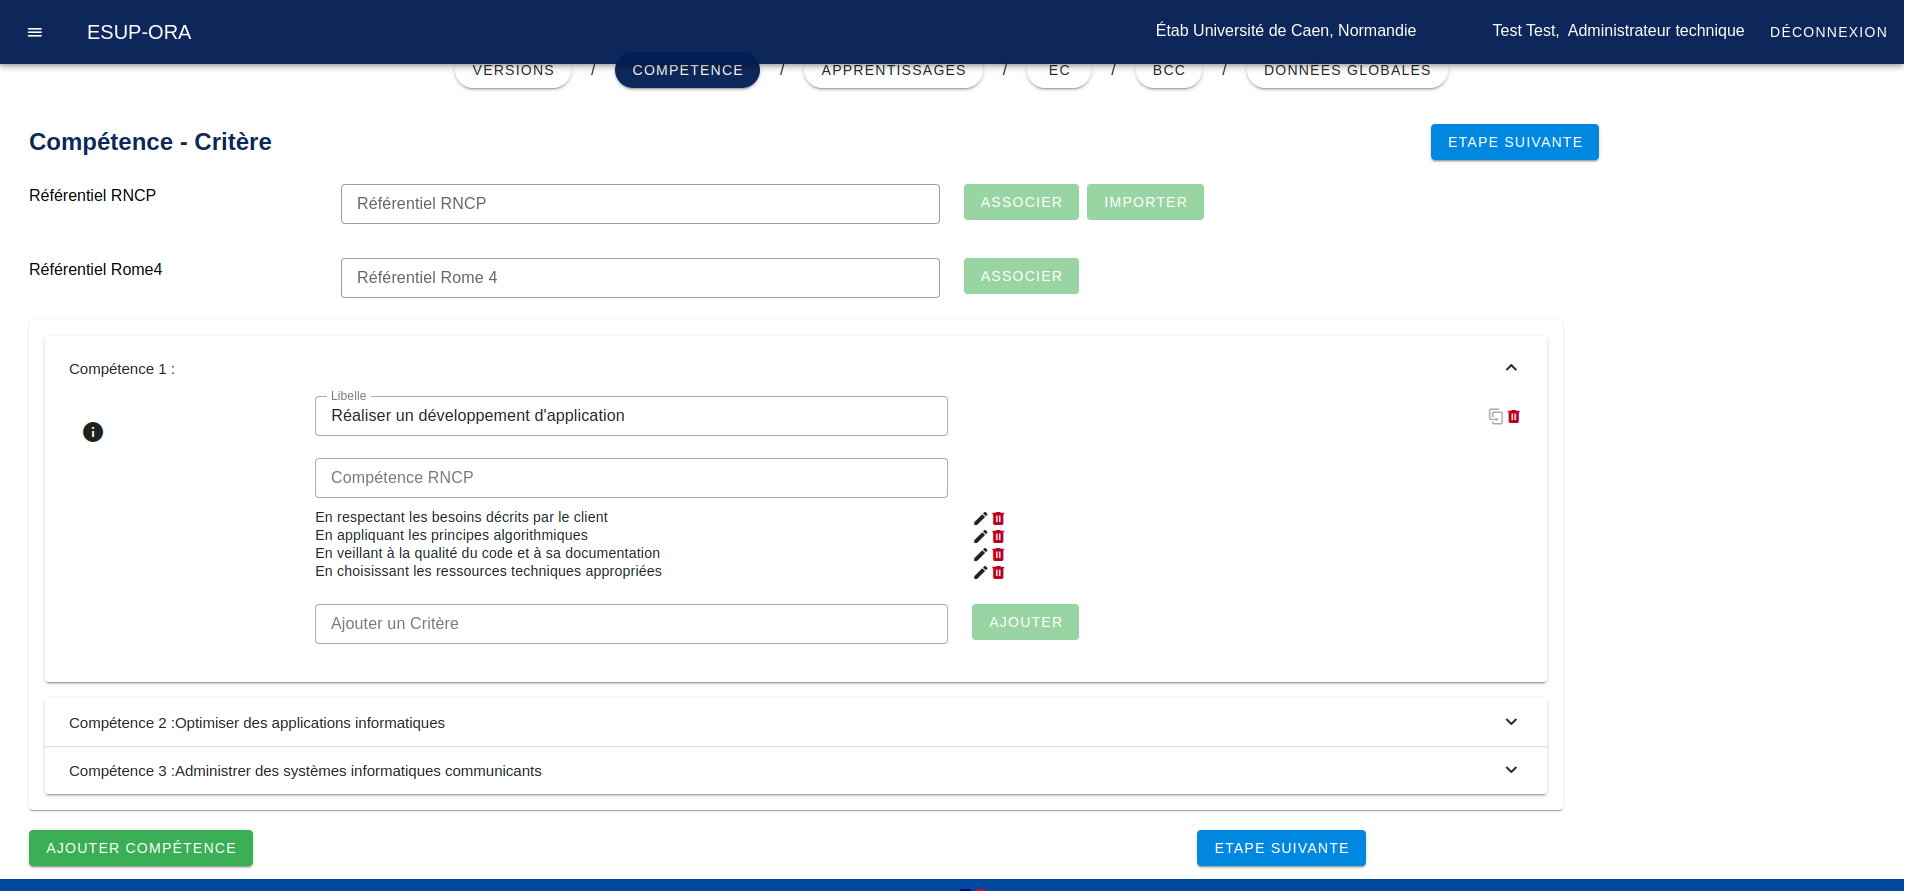 ESUP-ORA
Étab Université de Caen, Normandie
Test Test, Administrateur technique
DÉCONNEXION
VERSIONS / COMPETENCE / APPRENTISSAGES / EC / BCC / DONNEES GLOBALES
Compétence - Critère
ETAPE SUIVANTE
Référentiel RNCP
Référentiel RNCP
ASSOCIER
IMPORTER
Référentiel Rome4
Référentiel Rome 4
ASSOCIER
Compétence 1 :
Libelle
Réaliser un développement d'application
Compétence RNCP
En respectant les besoins décrits par le client
En appliquant les principes algorithmiques
En veillant à la qualité du code et à sa documentation
En choisissant les ressources techniques appropriées
Ajouter un Critère
AJOUTER
Compétence 2 :Optimiser des applications informatiques
Compétence 3 :Administrer des systèmes informatiques communicants
AJOUTER COMPÉTENCE
ETAPE SUIVANTE